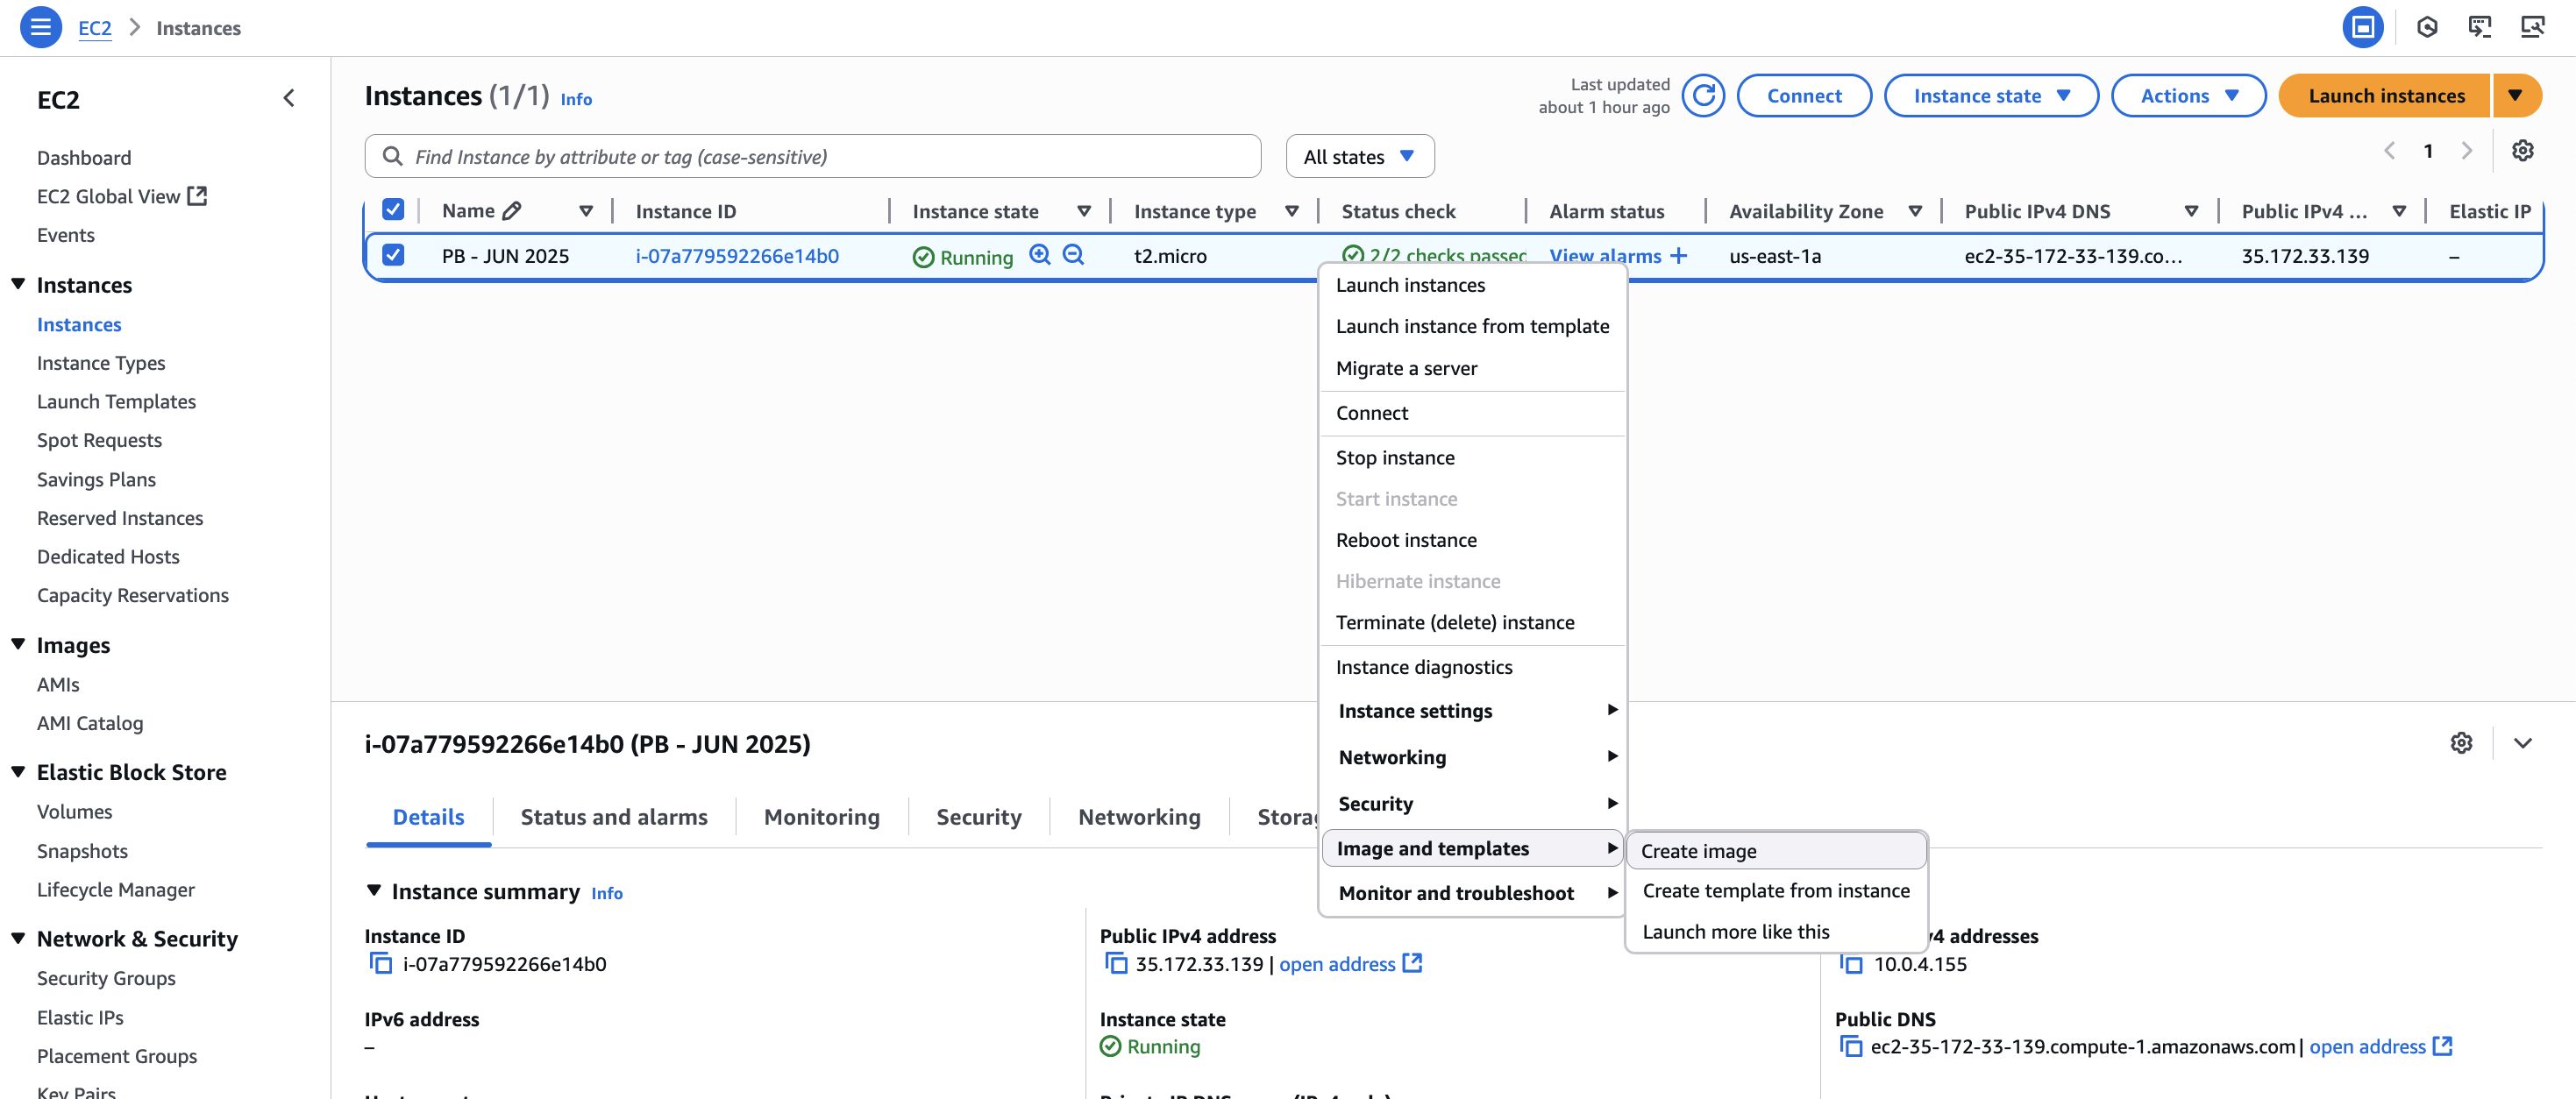 EC2 > Instances
EC2
Dashboard
EC2 Global View
Events
Instances
Instances
Instance Types
Launch Templates
Spot Requests
Savings Plans
Reserved Instances
Dedicated Hosts
Capacity Reservations
Images
AMIs
AMI Catalog
Elastic Block Store
Volumes
Snapshots
Lifecycle Manager
Network & Security
Security Groups
Elastic IPs
Placement Groups
Key Pairs
Instances (1/1) Info
Last updated
about 1 hour ago
Connect
Instance state
Actions
Launch instances
Find Instance by attribute or tag (case-sensitive)
All states
1
Name Instance ID Instance state Instance type Status check Alarm status Availability Zone Public IPv4 DNS Public IPv4 ... Elastic IP
PB - JUN 2025 i-07a779592266e14b0 Running t2.micro 2/2 checks passed View alarms + us-east-1a ec2-35-172-33-139.co... 35.172.33.139 –
Launch instances
Launch instance from template
Migrate a server
Connect
Stop instance
Start instance
Reboot instance
Hibernate instance
Terminate (delete) instance
Instance diagnostics
Instance settings
Networking
Security
Image and templates
Monitor and troubleshoot
Create image
Create template from instance
Launch more like this
i-07a779592266e14b0 (PB - JUN 2025)
Details Status and alarms Monitoring Security Networking Storag
Instance summary Info
Instance ID
i-07a779592266e14b0
IPv6 address
–
Public IPv4 address
35.172.33.139 | open address
Instance state
Running
v4 addresses
10.0.4.155
Public DNS
ec2-35-172-33-139.compute-1.amazonaws.com | open address